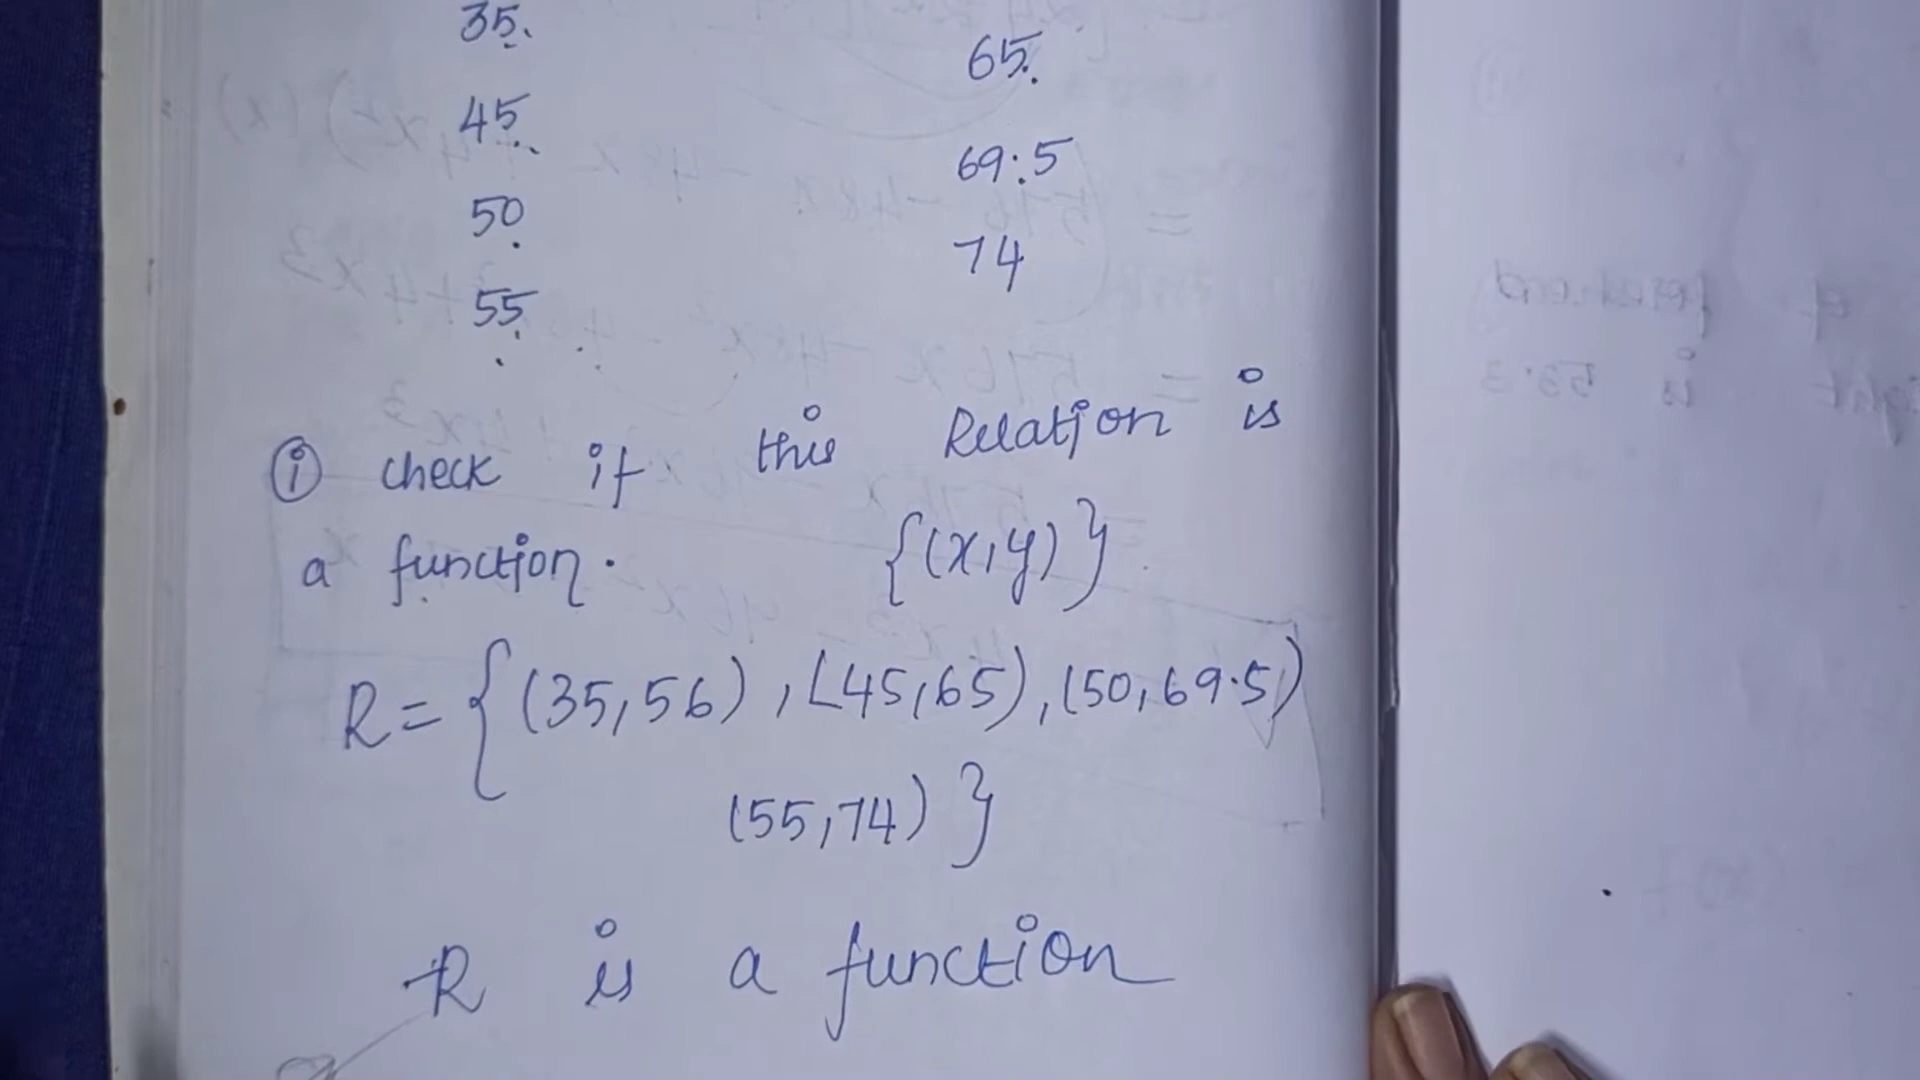 35.
65.
45
69.5
50
74
55
(i) check if this Relation is
a function. {(x,y)}
R = {(35,56), (45,65), (50,69.5)
(55,74)}
R is a function